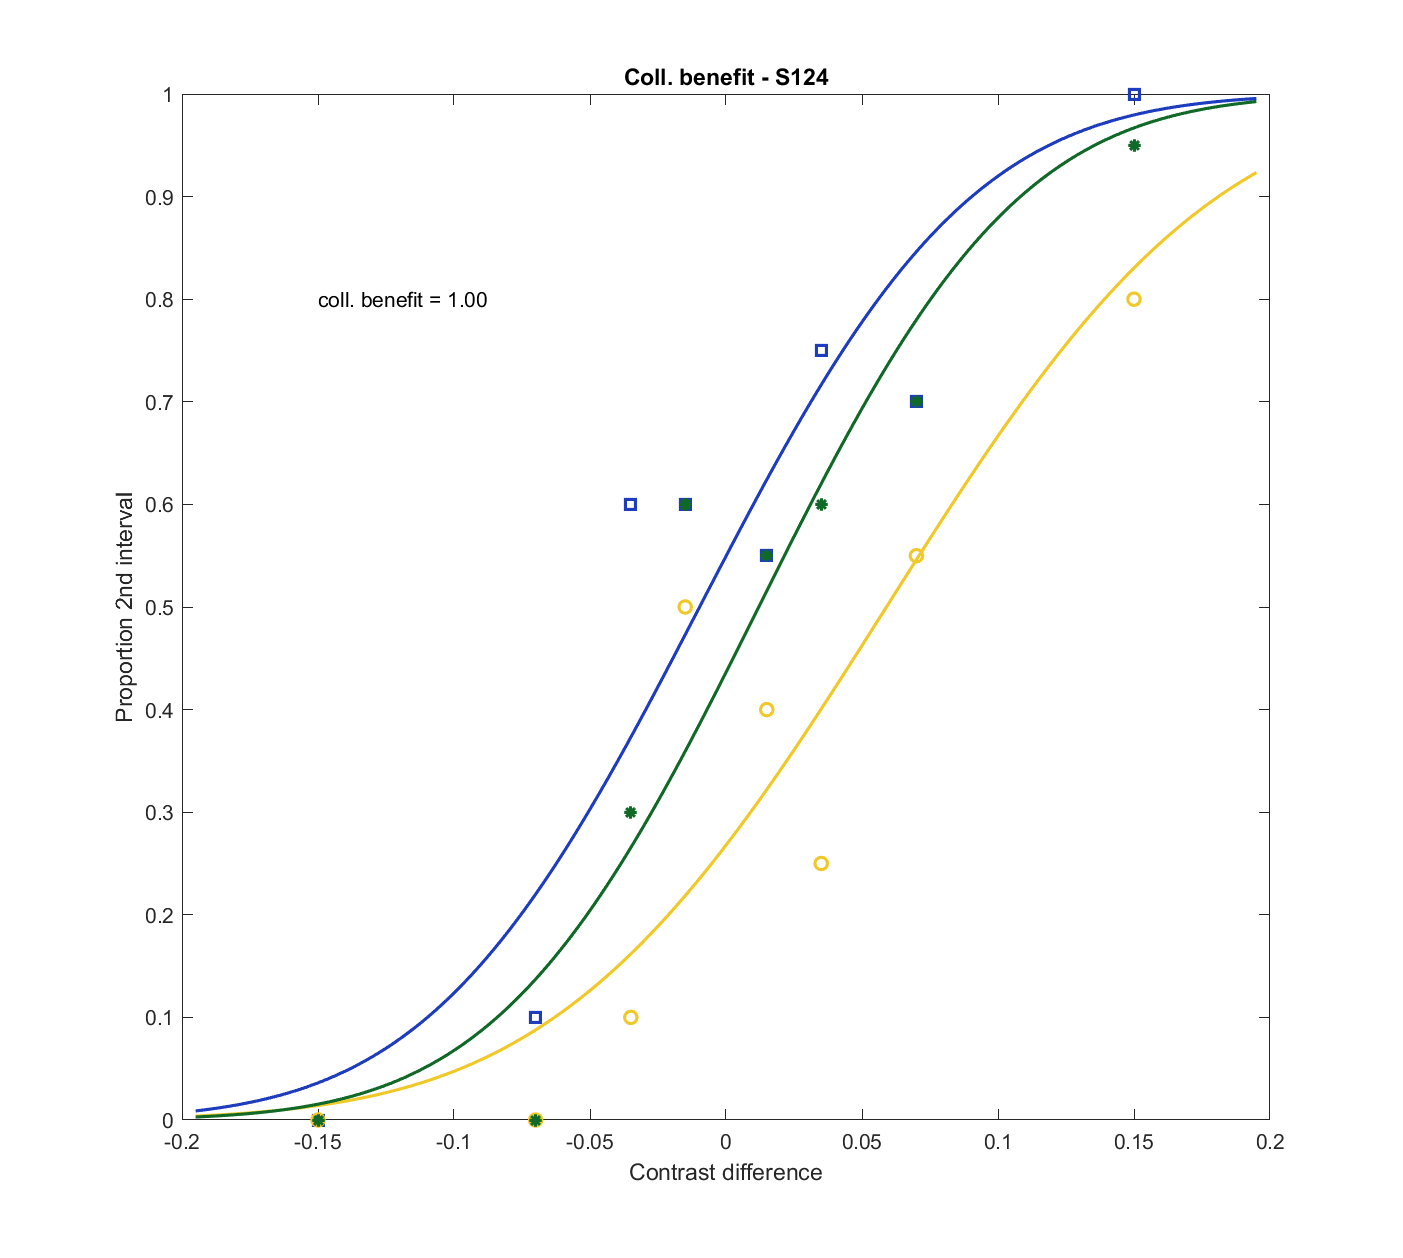 Coll. benefit - S124
1
0.9
0.8
0.7
0.6
0.5
0.4
0.3
0.2
0.1
0
coll. benefit = 1.00
Proportion 2nd interval
-0.2 -0.15 -0.1 -0.05 0 0.05 0.1 0.15 0.2
Contrast difference